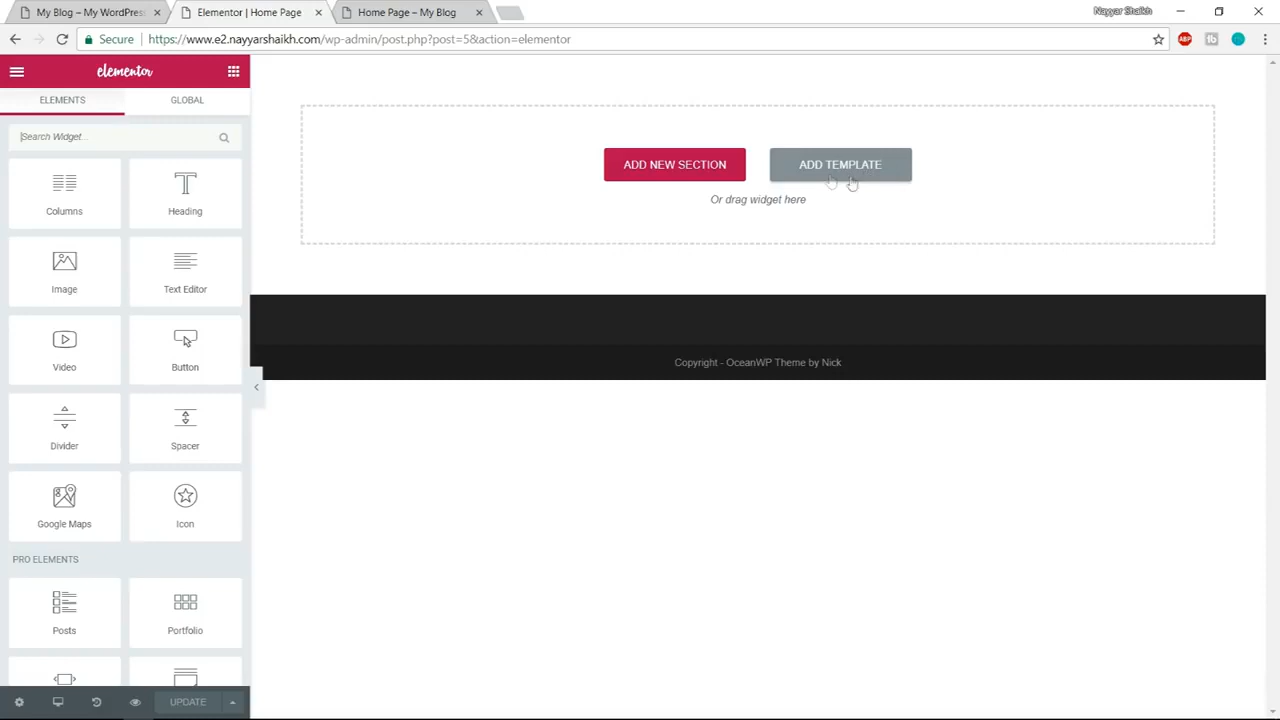 My Blog – My WordPress
Elementor | Home Page
Home Page – My Blog
Nayyar Shaikh
Secure
https://www.e2.nayyarshaikh.com/wp-admin/post.php?post=5&action=elementor
ABP
elementor
ELEMENTS
GLOBAL
Search Widget...
ADD NEW SECTION
ADD TEMPLATE
Or drag widget here
Columns
Heading
Image
Text Editor
Video
Button
Copyright - OceanWP Theme by Nick
Divider
Spacer
Google Maps
Icon
PRO ELEMENTS
Posts
Portfolio
UPDATE